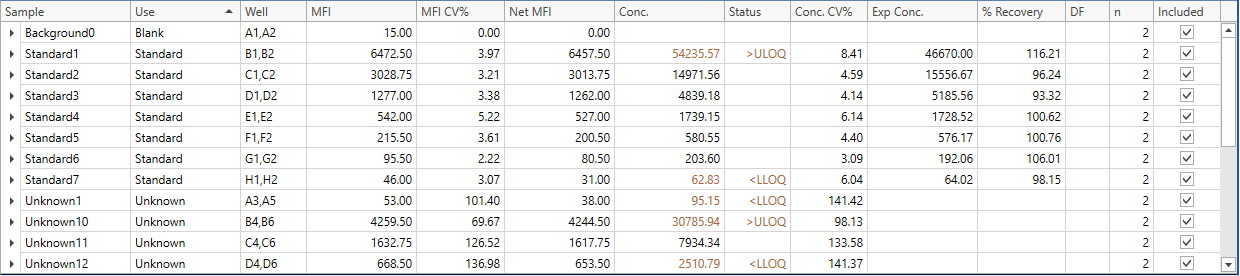 Sample Use Well MFI MFI CV% Net MFI Conc. Status Conc. CV% Exp Conc. % Recovery DF n Included
Background0 Blank A1,A2 15.00 0.00 0.00 2
Standard1 Standard B1,B2 6472.50 3.97 6457.50 54235.57 >ULOQ 8.41 46670.00 116.21 2
Standard2 Standard C1,C2 3028.75 3.21 3013.75 14971.56 4.59 15556.67 96.24 2
Standard3 Standard D1,D2 1277.00 3.38 1262.00 4839.18 4.14 5185.56 93.32 2
Standard4 Standard E1,E2 542.00 5.22 527.00 1739.15 6.14 1728.52 100.62 2
Standard5 Standard F1,F2 215.50 3.61 200.50 580.55 4.40 576.17 100.76 2
Standard6 Standard G1,G2 95.50 2.22 80.50 203.60 3.09 192.06 106.01 2
Standard7 Standard H1,H2 46.00 3.07 31.00 62.83 <LLOQ 6.04 64.02 98.15 2
Unknown1 Unknown A3,A5 53.00 101.40 38.00 95.15 <LLOQ 141.42 2
Unknown10 Unknown B4,B6 4259.50 69.67 4244.50 30785.94 >ULOQ 98.13 2
Unknown11 Unknown C4,C6 1632.75 126.52 1617.75 7934.34 133.58 2
Unknown12 Unknown D4,D6 668.50 136.98 653.50 2510.79 <LLOQ 141.37 2